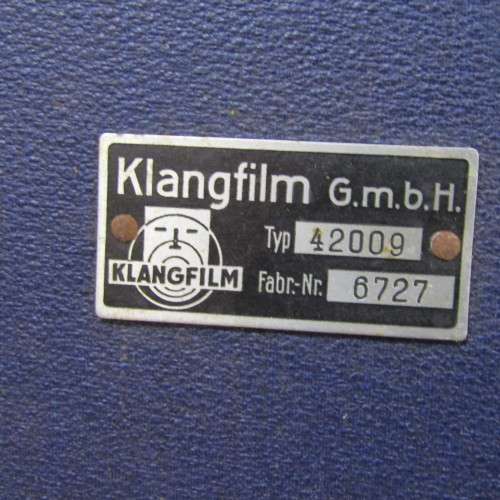 Klangfilm G.m.b.H.
Typ 42009
KLANGFILM
Fabr.-Nr. 6727